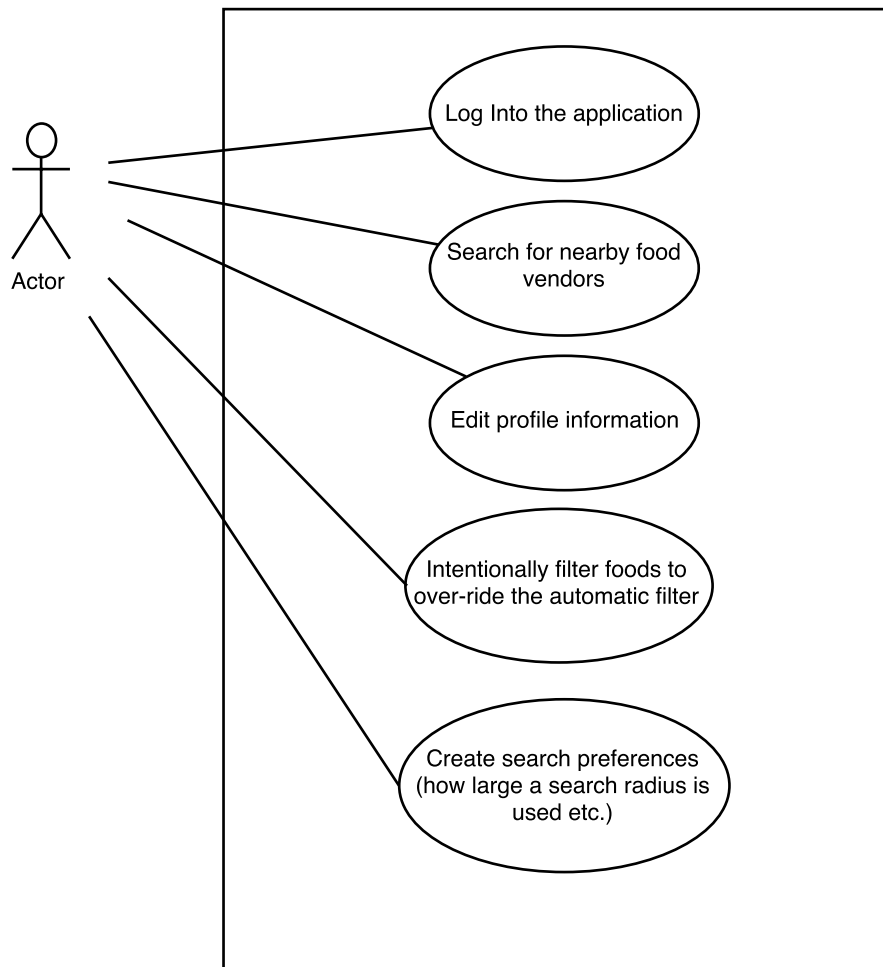 Log Into the application
Search for nearby food
vendors
Actor
Edit profile information
Intentionally filter foods to
over-ride the automatic filter
Create search preferences
(how large a search radius is
used etc.)